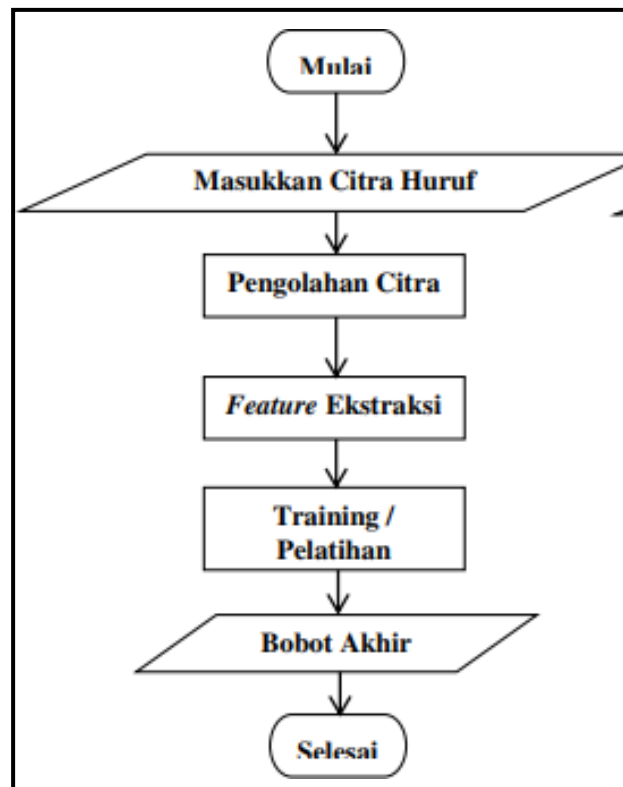 Mulai
Masukkan Citra Huruf
Pengolahan Citra
Feature Ekstraksi
Training /
Pelatihan
Bobot Akhir
Selesai